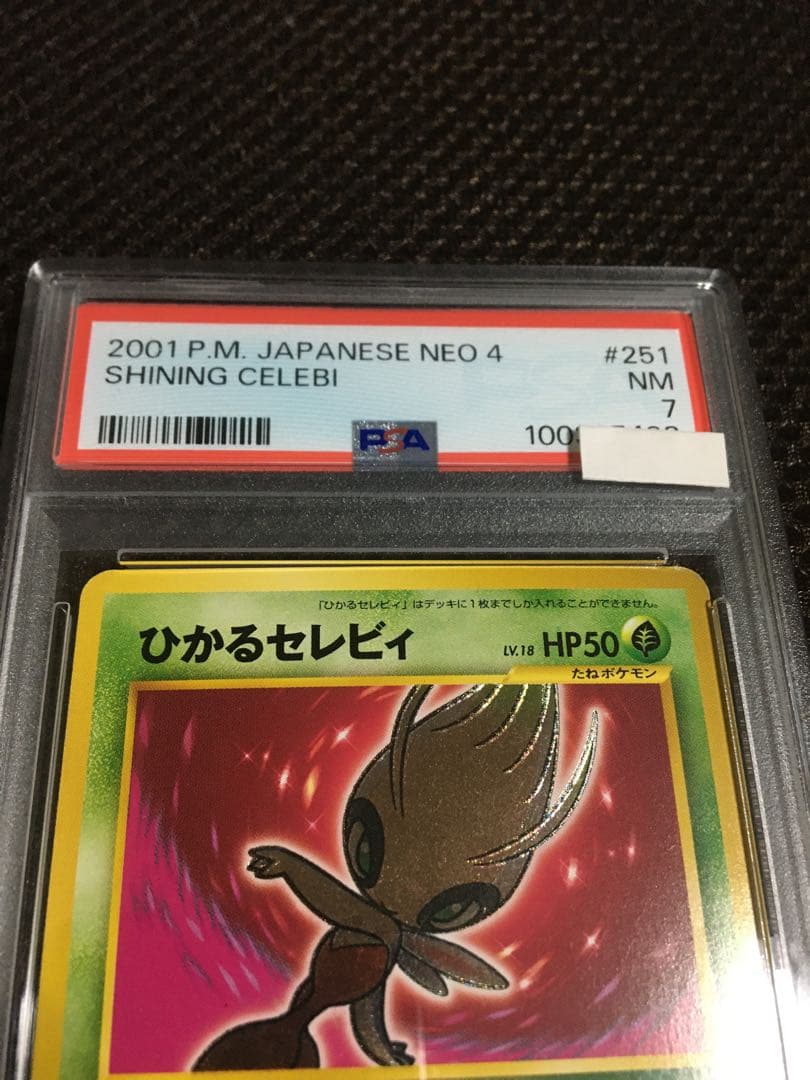 2001 P.M. JAPANESE NEO 4 #251
SHINING CELEBI NM
7
PSA
「ひかるセレビィ」はデッキに1枚までしか入れることができません。
ひかるセレビィ LV.18 HP50
たねポケモン